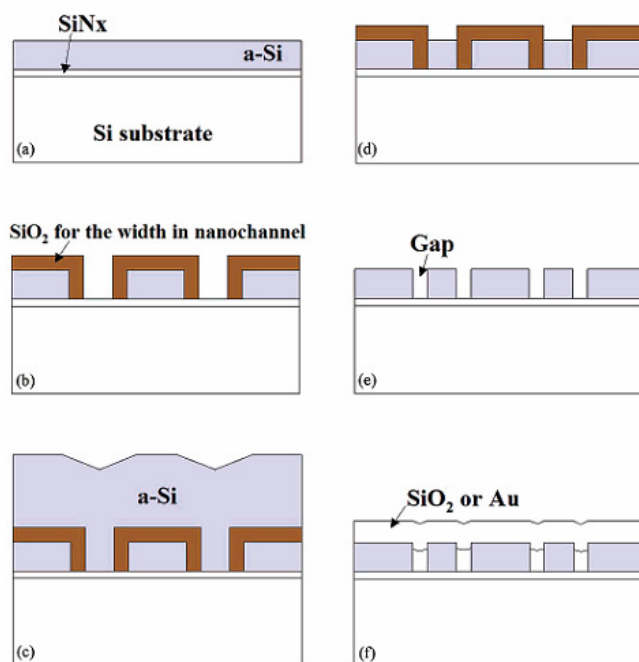 SiNx
a-Si
Si substrate
(a)
SiO₂ for the width in nanochannel
(b)
a-Si
(c)
(d)
Gap
(e)
SiO₂ or Au
(f)